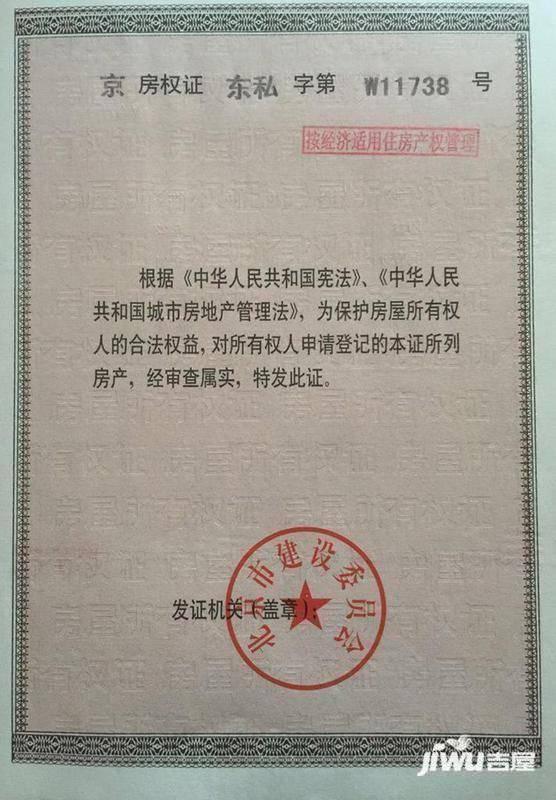 京 房权证 东私 字第 W11738 号
按经济适用住房产权管理
根据《中华人民共和国宪法》、《中华人民
共和国城市房地产管理法》，为保护房屋所有权
人的合法权益，对所有权人申请登记的本证所列
房产，经审查属实，特发此证。
发证机关（盖章）：
北京市建设委员会
jiwu吉屋